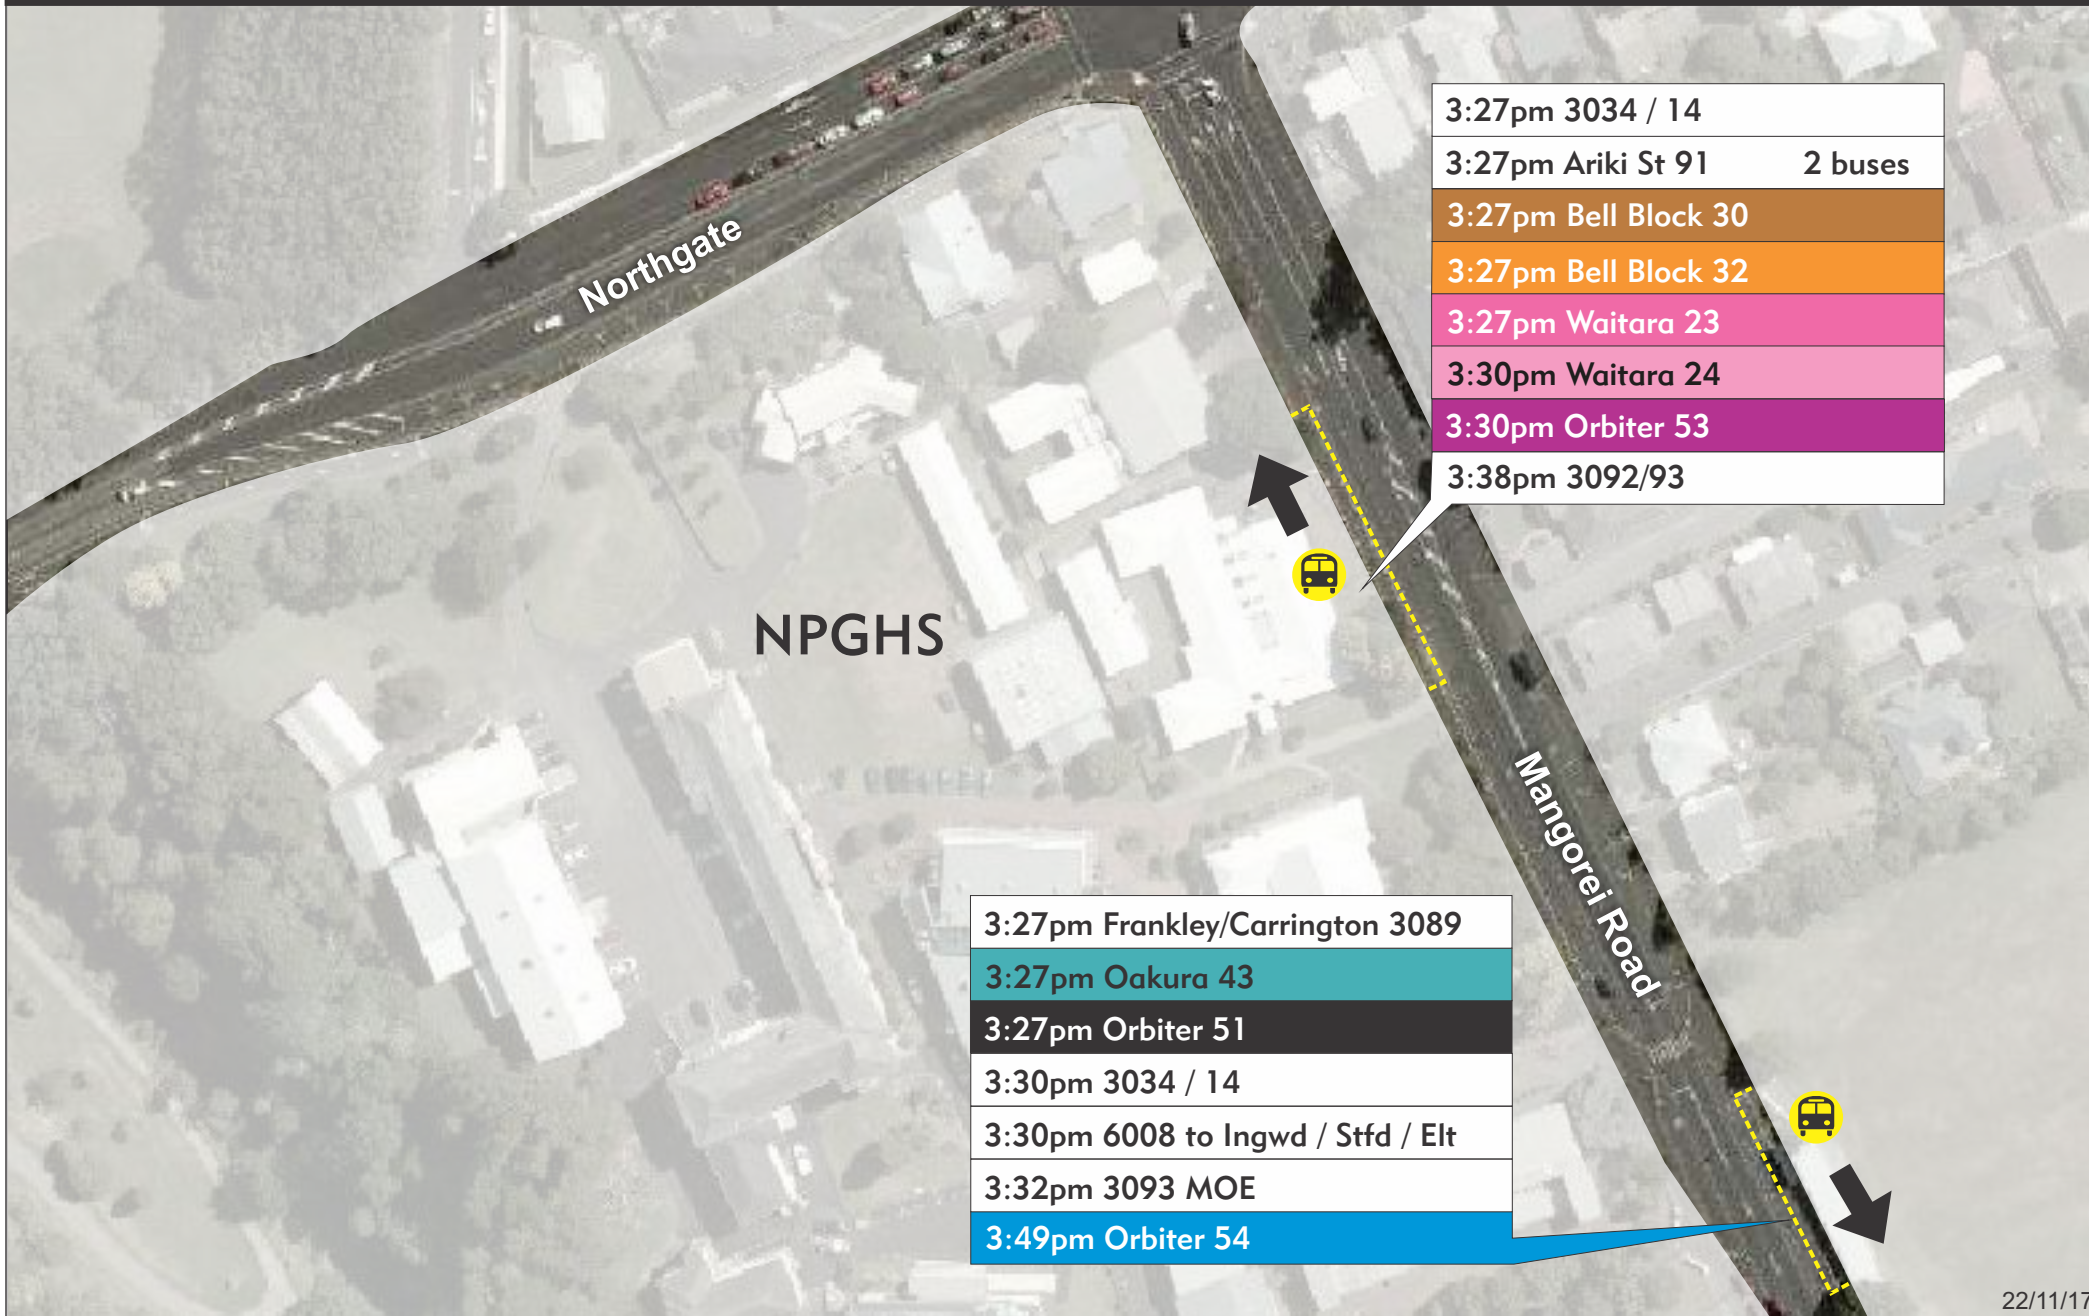 3:27pm 3034 / 14
3:27pm Ariki St 91 2 buses
3:27pm Bell Block 30
3:27pm Bell Block 32
3:27pm Waitara 23
3:30pm Waitara 24
3:30pm Orbiter 53
3:38pm 3092/93
Northgate
NPGHS
Mangorei Road
3:27pm Frankley/Carrington 3089
3:27pm Oakura 43
3:27pm Orbiter 51
3:30pm 3034 / 14
3:30pm 6008 to Ingwd / Stfd / Elt
3:32pm 3093 MOE
3:49pm Orbiter 54
22/11/17